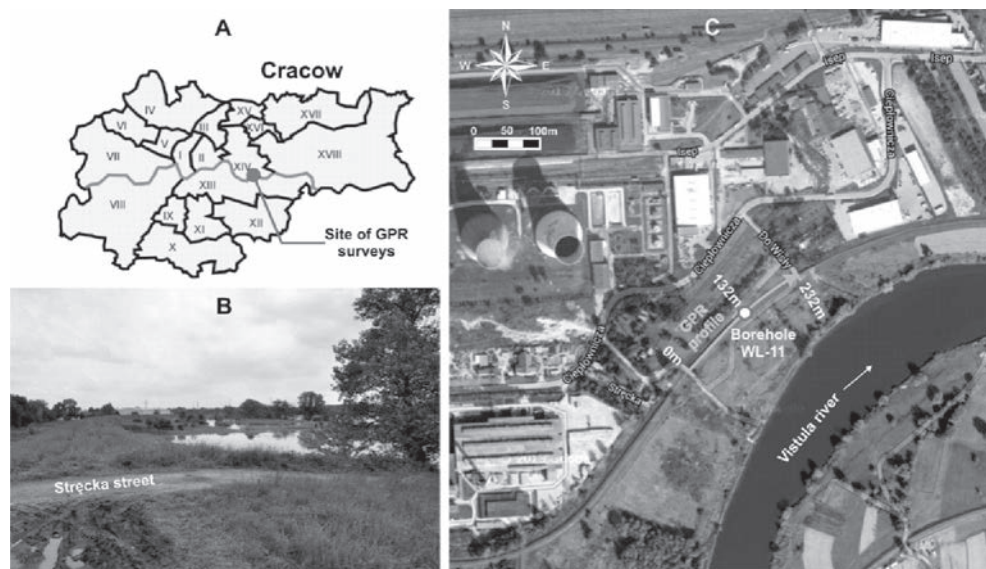 A
Cracow
IV
XV
XVII
VI
III
XVI
V
VII
I
II
XVIII
XIV
XIII
VIII
IX
XII
XI
X
Site of GPR
surveys
B
Stręcka street
C
N
W
E
S
0 50 100m
Isep
Isep
Isep
Ciepłownicza
Ciepłownicza
Do Wisły
132m
232m
GPR
profile
0m
Borehole
WL-11
Ciepłownicza
Stręcka
Vistula river